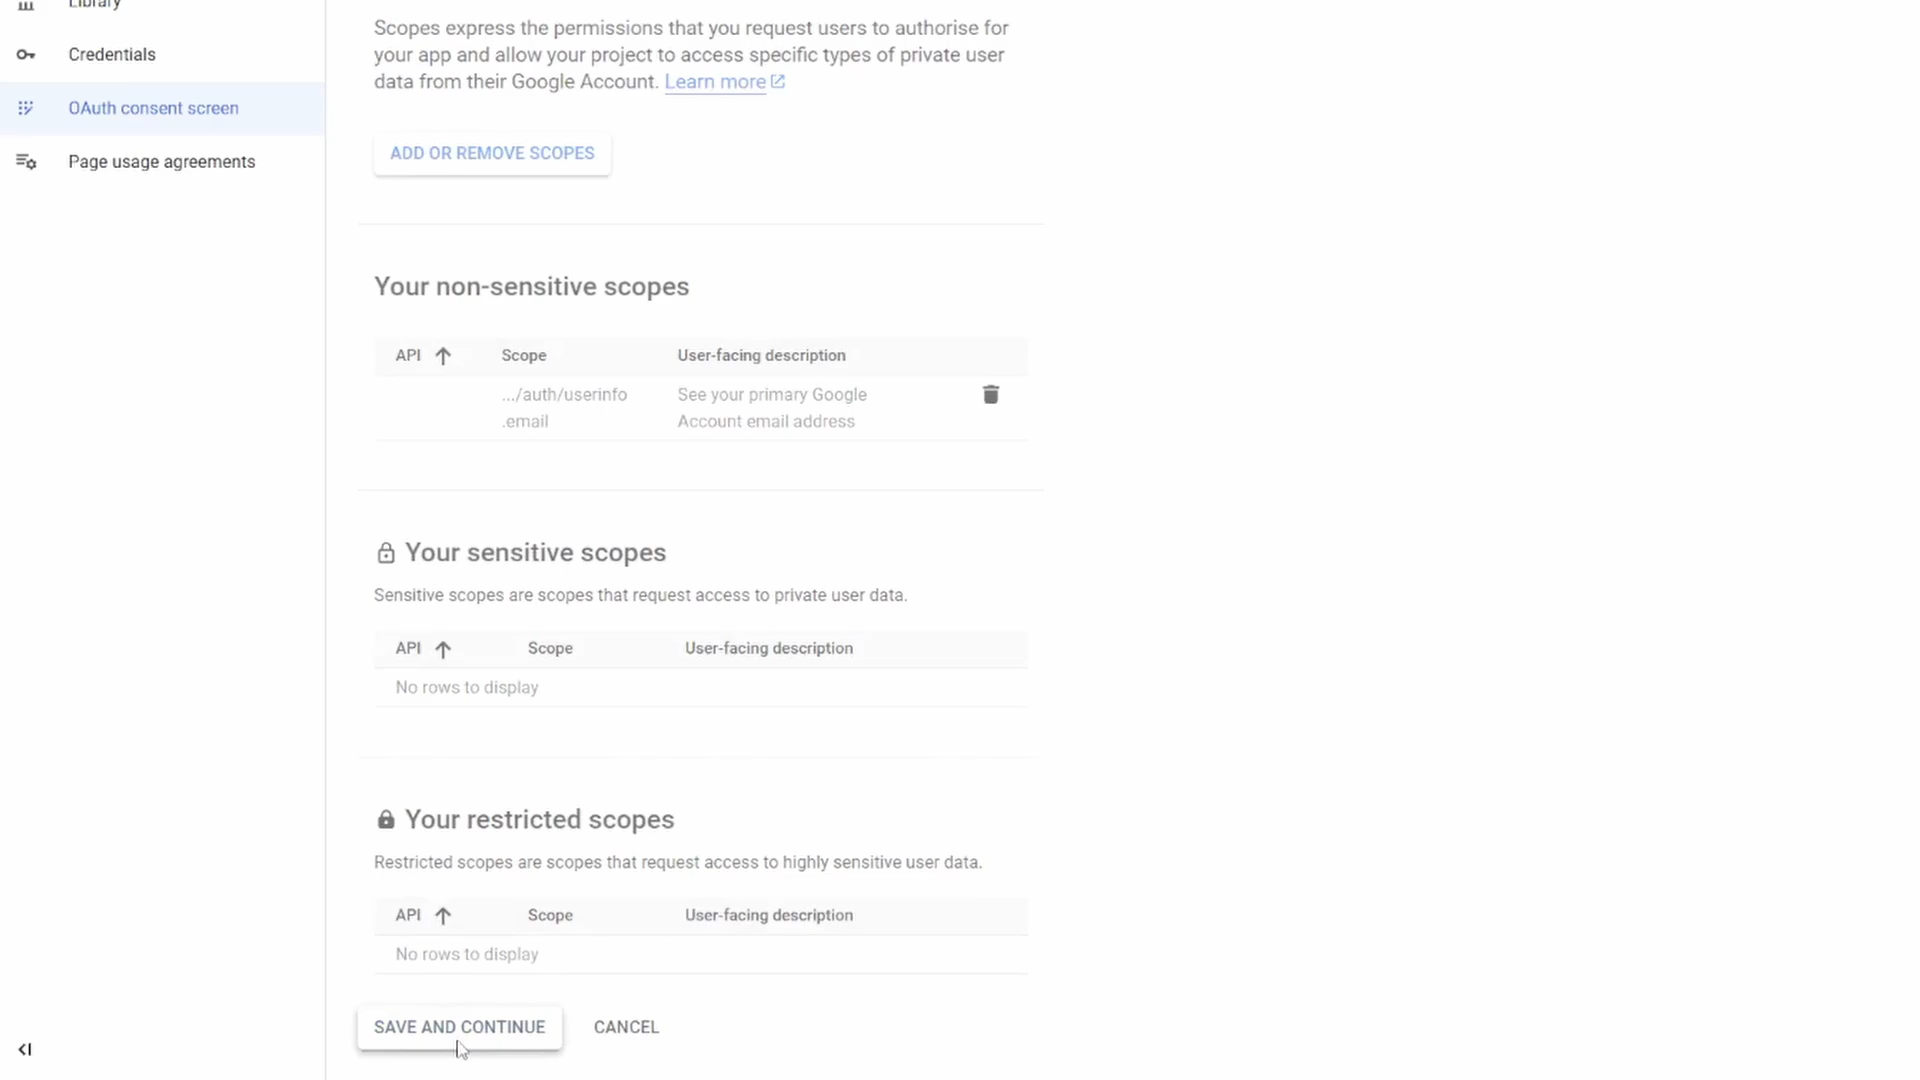 Library
Credentials
OAuth consent screen
Page usage agreements
Scopes express the permissions that you request users to authorise for
your app and allow your project to access specific types of private user
data from their Google Account. Learn more
ADD OR REMOVE SCOPES
Your non-sensitive scopes
API Scope User-facing description
.../auth/userinfo See your primary Google
.email Account email address
Your sensitive scopes
Sensitive scopes are scopes that request access to private user data.
API Scope User-facing description
No rows to display
Your restricted scopes
Restricted scopes are scopes that request access to highly sensitive user data.
API Scope User-facing description
No rows to display
SAVE AND CONTINUE CANCEL